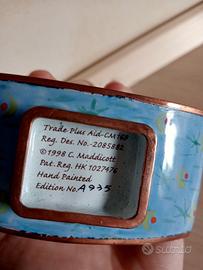 Trade Plus Aid-CM168
Reg. Des. No.-2085882
©1998 C. Maddicott
Pat.Reg. HK 1027476
Hand Painted
Edition No. A935
subito